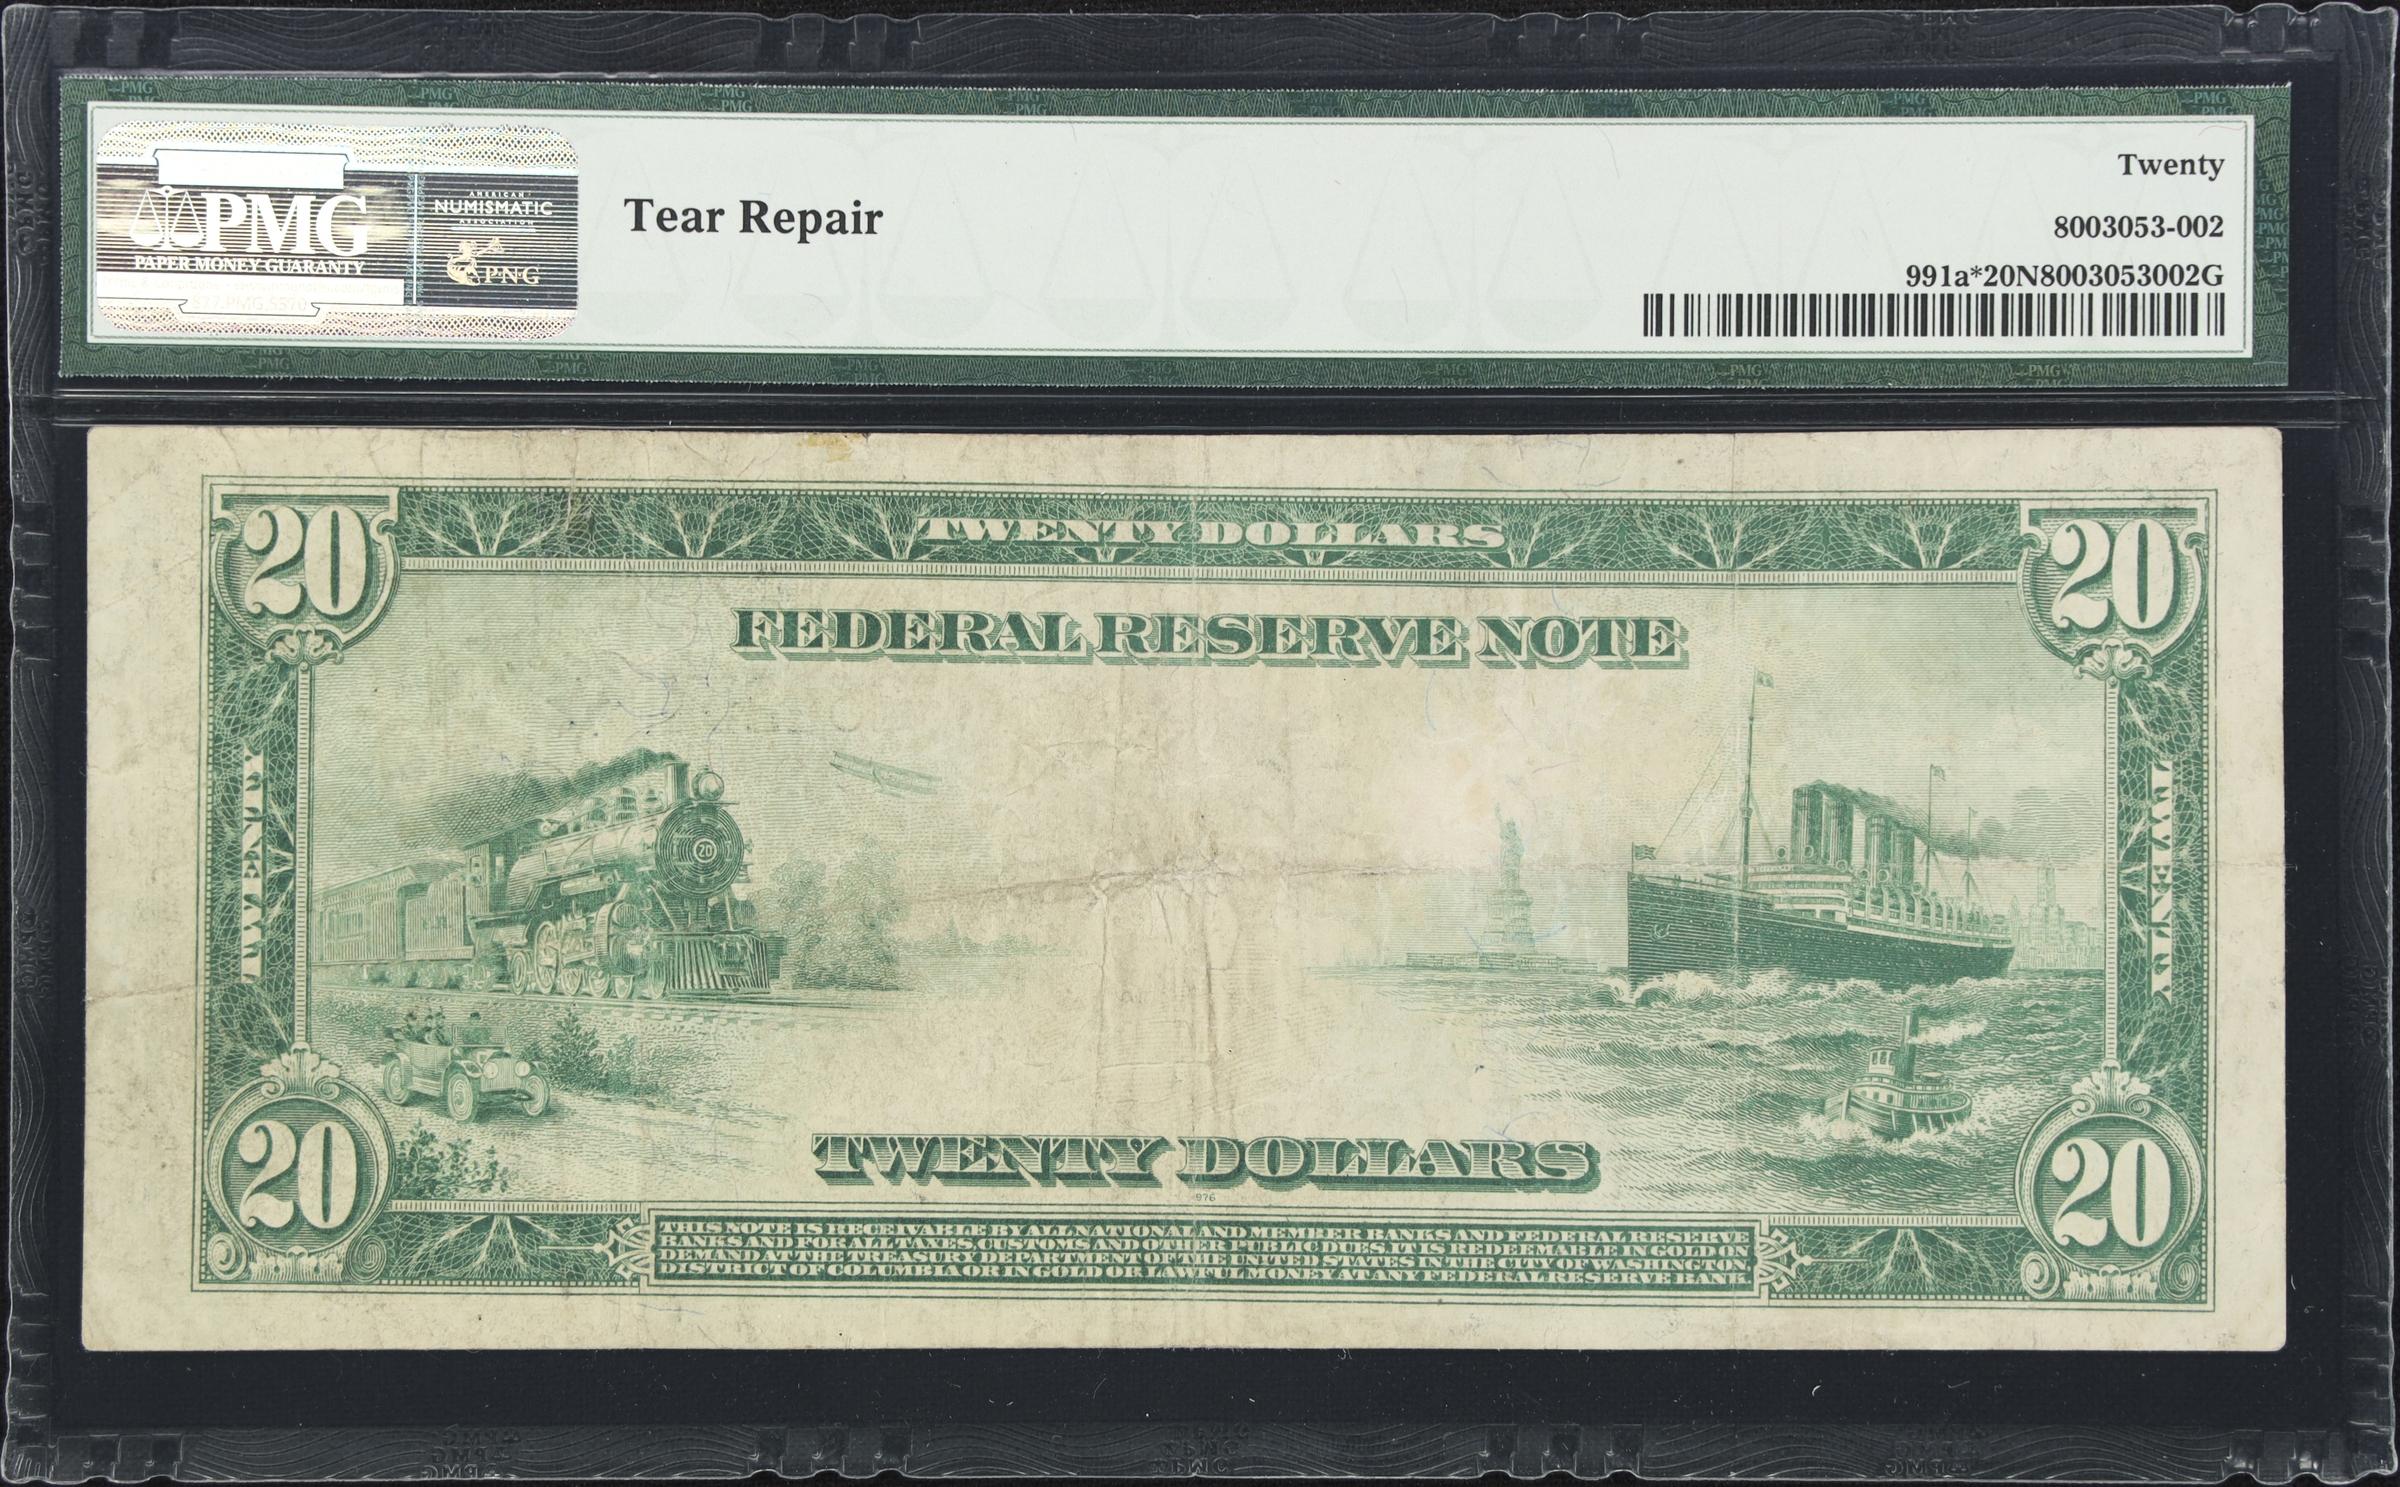 PMG
PAPER MONEY GUARANTY
877.PMG.5570
AMERICAN
NUMISMATIC
ASSOCIATION
PNG
Tear Repair
Twenty
8003053-002
991a*20N8003053002G
20
TWENTY DOLLARS
20
FEDERAL RESERVE NOTE
TWENTY
20
TWENTY
20
TWENTY DOLLARS
20
976
THIS NOTE IS RECEIVABLE BY ALL NATIONAL AND MEMBER BANKS AND FEDERAL RESERVE
BANKS AND FOR ALL TAXES, CUSTOMS AND OTHER PUBLIC DUES. IT IS REDEEMABLE IN GOLD ON
DEMAND AT THE TREASURY DEPARTMENT OF THE UNITED STATES IN THE CITY OF WASHINGTON
DISTRICT OF COLUMBIA OR IN GOLD OR LAWFUL MONEY AT ANY FEDERAL RESERVE BANK.